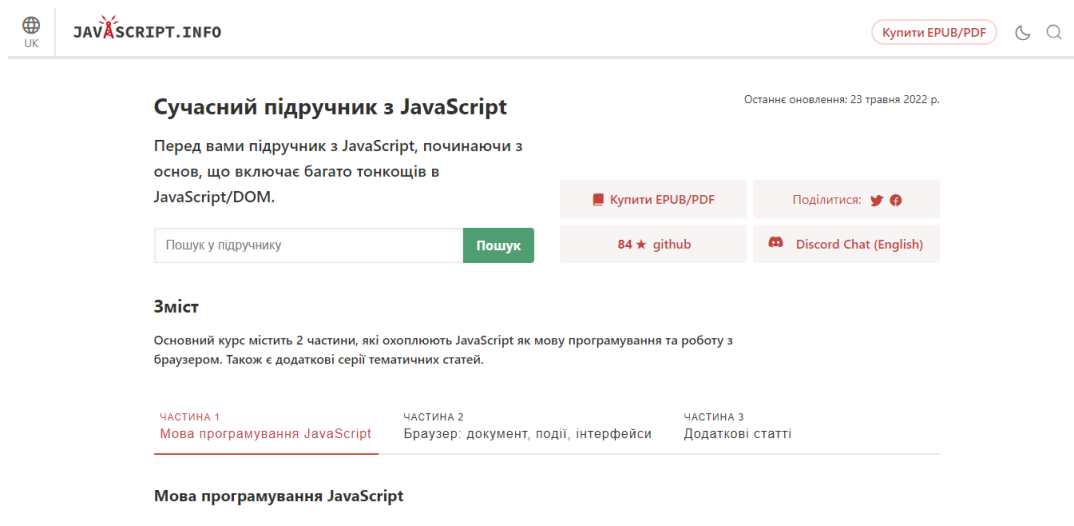 UK
JAVASCRIPT.INFO
Купити EPUB/PDF
Сучасний підручник з JavaScript
Останнє оновлення: 23 травня 2022 р.
Перед вами підручник з JavaScript, починаючи з
основ, що включає багато тонкощів в
JavaScript/DOM.
Купити EPUB/PDF
Поділитися:
Пошук у підручнику
Пошук
84 ★ github
Discord Chat (English)
Зміст
Основний курс містить 2 частини, які охоплюють JavaScript як мову програмування та роботу з
браузером. Також є додаткові серії тематичних статей.
ЧАСТИНА 1
Мова програмування JavaScript
ЧАСТИНА 2
Браузер: документ, події, інтерфейси
ЧАСТИНА 3
Додаткові статті
Мова програмування JavaScript